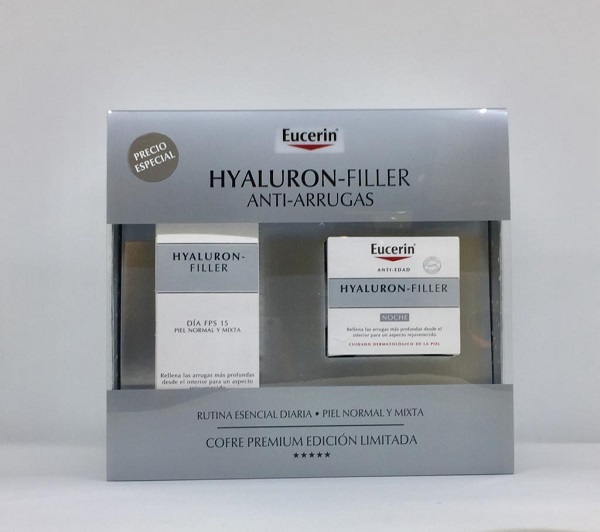 Eucerin
PRECIO
ESPECIAL
HYALURON-FILLER
ANTI-ARRUGAS
HYALURON-
FILLER
DÍA FPS 15
PIEL NORMAL Y MIXTA
Rellena las arrugas más profundas
desde el interior para un aspecto
rejuvenecido
Eucerin
ANTI-EDAD
HYALURON-FILLER
NOCHE
Rellena las arrugas más profundas desde el
interior para un aspecto rejuvenecido
CUIDADO DERMATOLÓGICO DE LA PIEL
RUTINA ESENCIAL DIARIA • PIEL NORMAL Y MIXTA
COFRE PREMIUM EDICIÓN LIMITADA
★★★★★